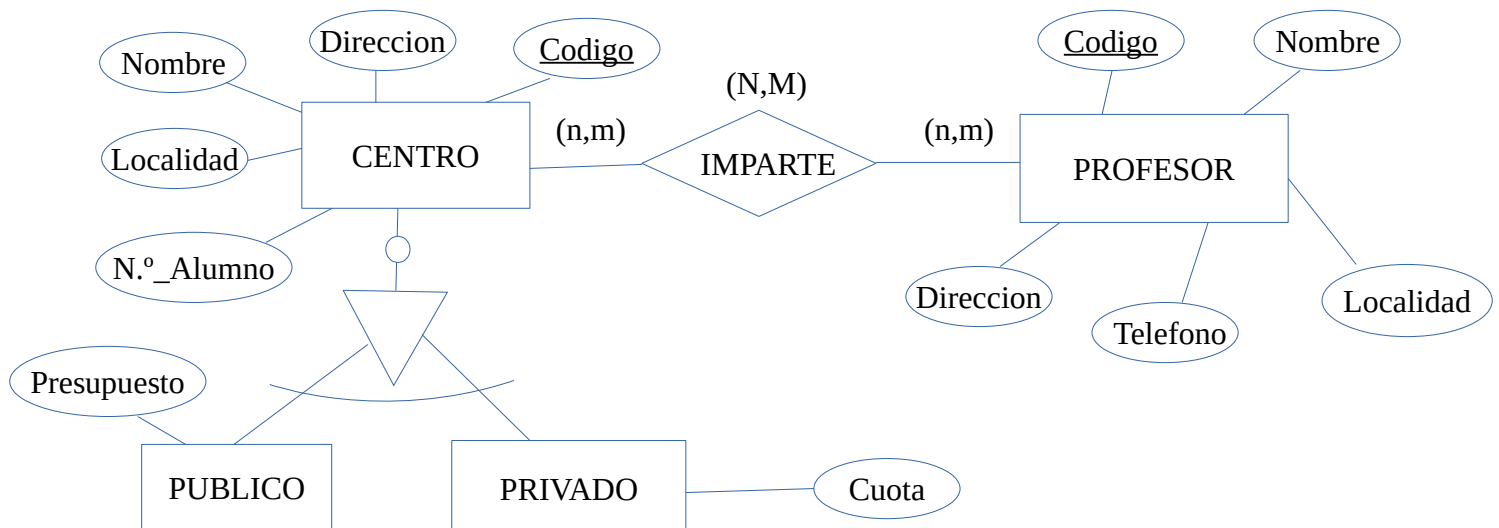 Direccion
Codigo
Nombre
Codigo
Nombre
(N,M)
(n,m)
(n,m)
Localidad
CENTRO
IMPARTE
PROFESOR
N.º_Alumno
Direccion
Telefono
Localidad
Presupuesto
PUBLICO
PRIVADO
Cuota